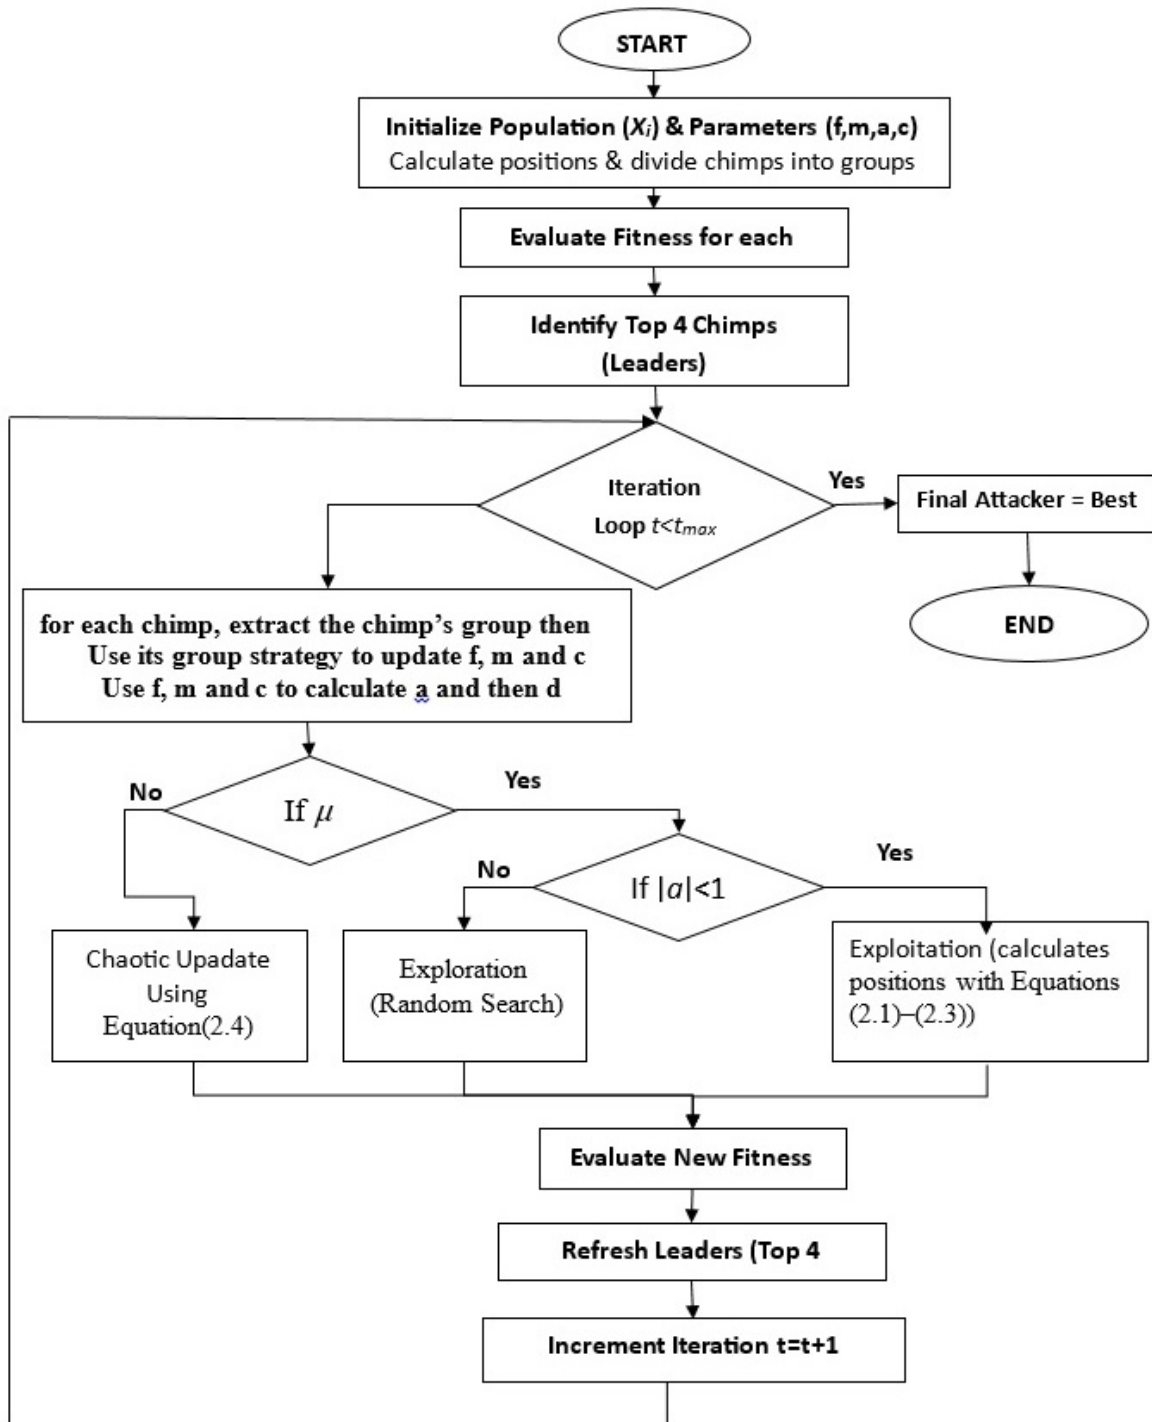 START
Initialize Population (Xi) & Parameters (f,m,a,c)
Calculate positions & divide chimps into groups
Evaluate Fitness for each
Identify Top 4 Chimps
(Leaders)
Iteration
Loop t<tmax
Yes
Final Attacker = Best
END
for each chimp, extract the chimp’s group then
Use its group strategy to update f, m and c
Use f, m and c to calculate a and then d
No
If μ
Yes
No
If |a|<1
Yes
Chaotic Upadate
Using
Equation(2.4)
Exploration
(Random Search)
Exploitation (calculates
positions with Equations
(2.1)–(2.3))
Evaluate New Fitness
Refresh Leaders (Top 4
Increment Iteration t=t+1